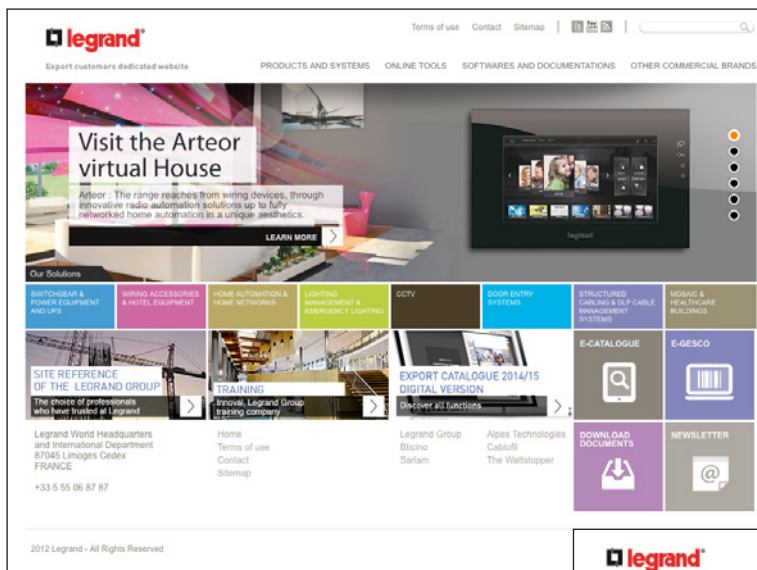 legrand®
Terms of use Contact Sitemap
You Tube
Export customers dedicated website
PRODUCTS AND SYSTEMS ONLINE TOOLS SOFTWARES AND DOCUMENTATIONS OTHER COMMERCIAL BRANDS
Visit the Arteor
virtual House
Arteor : The range reaches from wiring devices, through
innovative radio automation solutions up to fully
networked home automation in a unique aesthetics.
LEARN MORE
legrand
Our Solutions
SWITCHGEAR &
POWER EQUIPMENT
AND UPS
WIRING ACCESSORIES
& HOTEL EQUIPMENT
HOME AUTOMATION &
HOME NETWORKS
LIGHTING
MANAGEMENT &
EMERGENCY LIGHTING
CCTV
DOOR ENTRY
SYSTEMS
STRUCTURED
CABLING & DLP CABLE
MANAGEMENT
SYSTEMS
MOSAIC &
HEALTHCARE
BUILDINGS
SITE REFERENCE
OF THE LEGRAND GROUP
The choice of professionals
who have trusted at Legrand
TRAINING
Innoval, Legrand Group
training company
EXPORT CATALOGUE 2014/15
DIGITAL VERSION
Discover all functions
E-CATALOGUE
E-GESCO
DOWNLOAD
DOCUMENTS
NEWSLETTER
@
Legrand World Headquarters
and International Department
87045 Limoges Cedex
FRANCE
+33 5 55 06 87 87
Home
Terms of use
Contact
Sitemap
Legrand Group
Bticino
Sarlam
Alpes Technologies
Cablofil
The Wattstopper
2012 Legrand - All Rights Reserved
legrand®